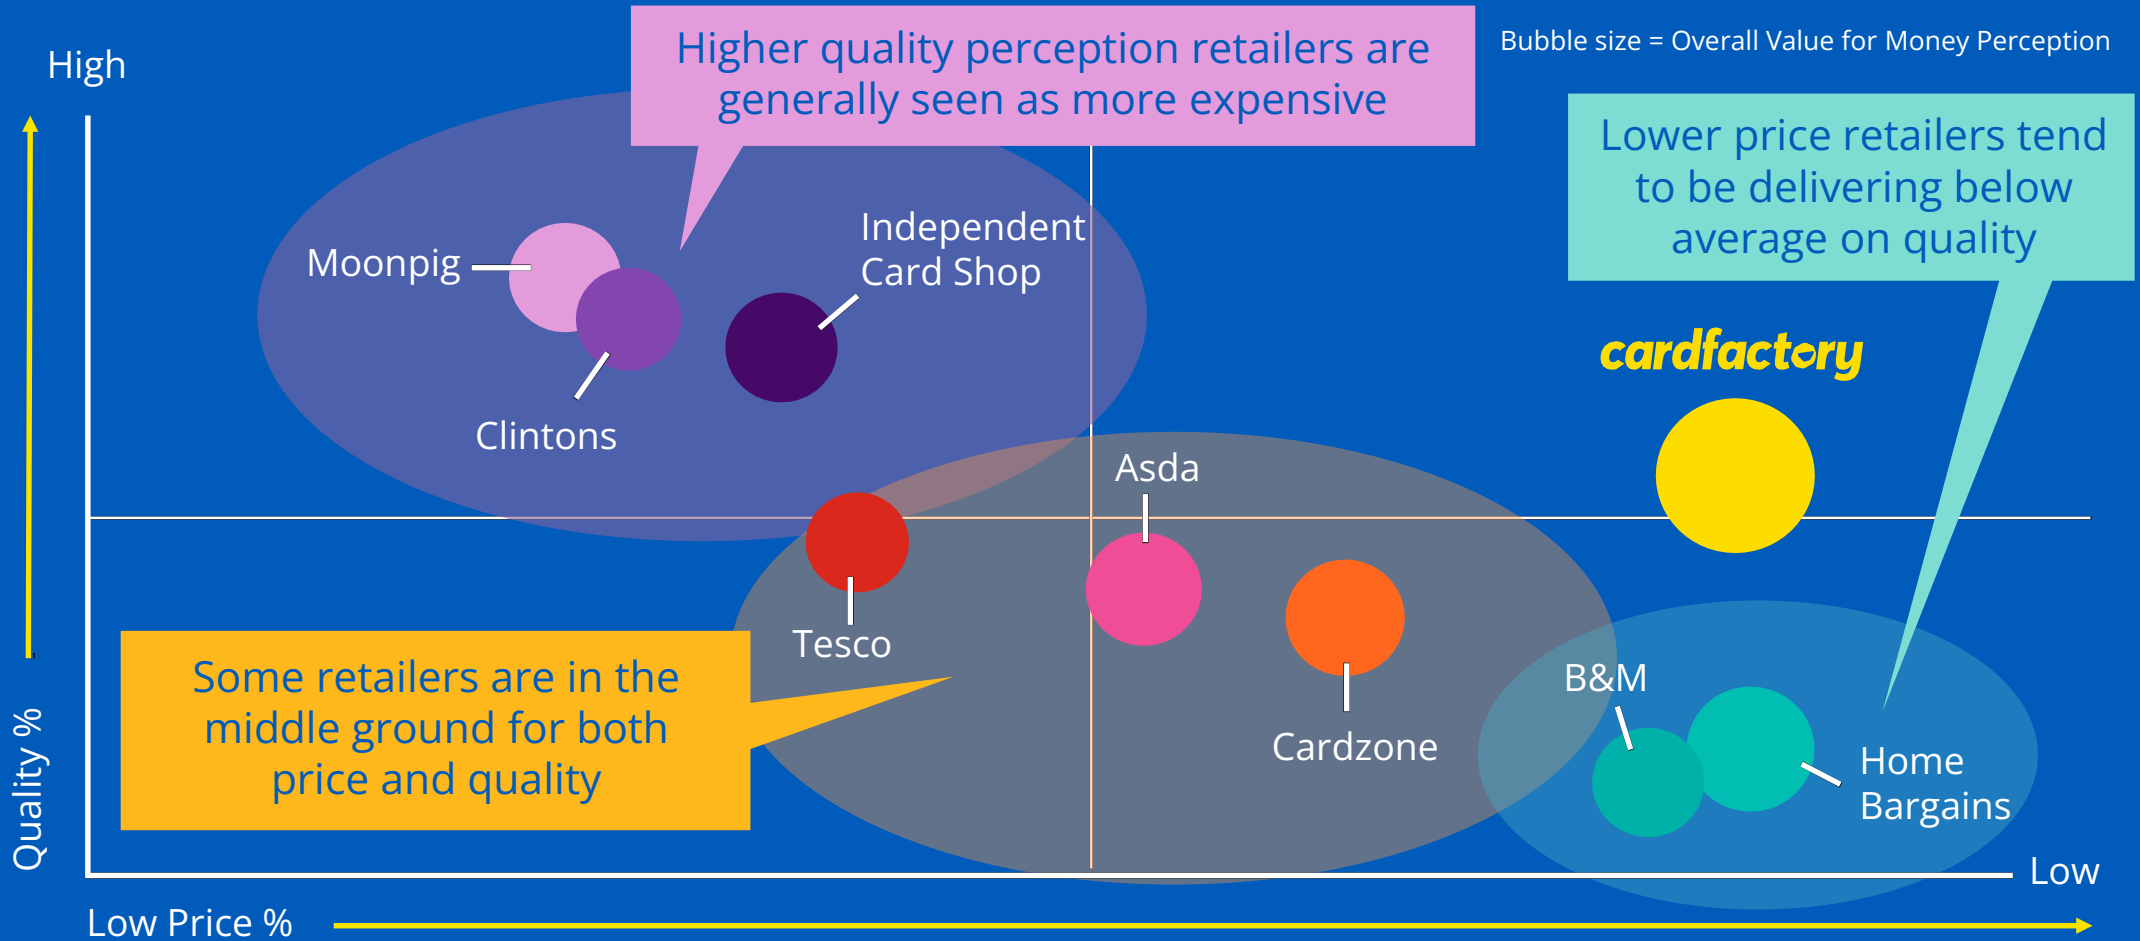 High
Higher quality perception retailers are
generally seen as more expensive
Bubble size = Overall Value for Money Perception
Lower price retailers tend
to be delivering below
average on quality
Moonpig
Independent
Card Shop
Clintons
cardfactory
Asda
Tesco
Some retailers are in the
middle ground for both
price and quality
Cardzone
B&M
Home
Bargains
Quality %
Low
Low Price %